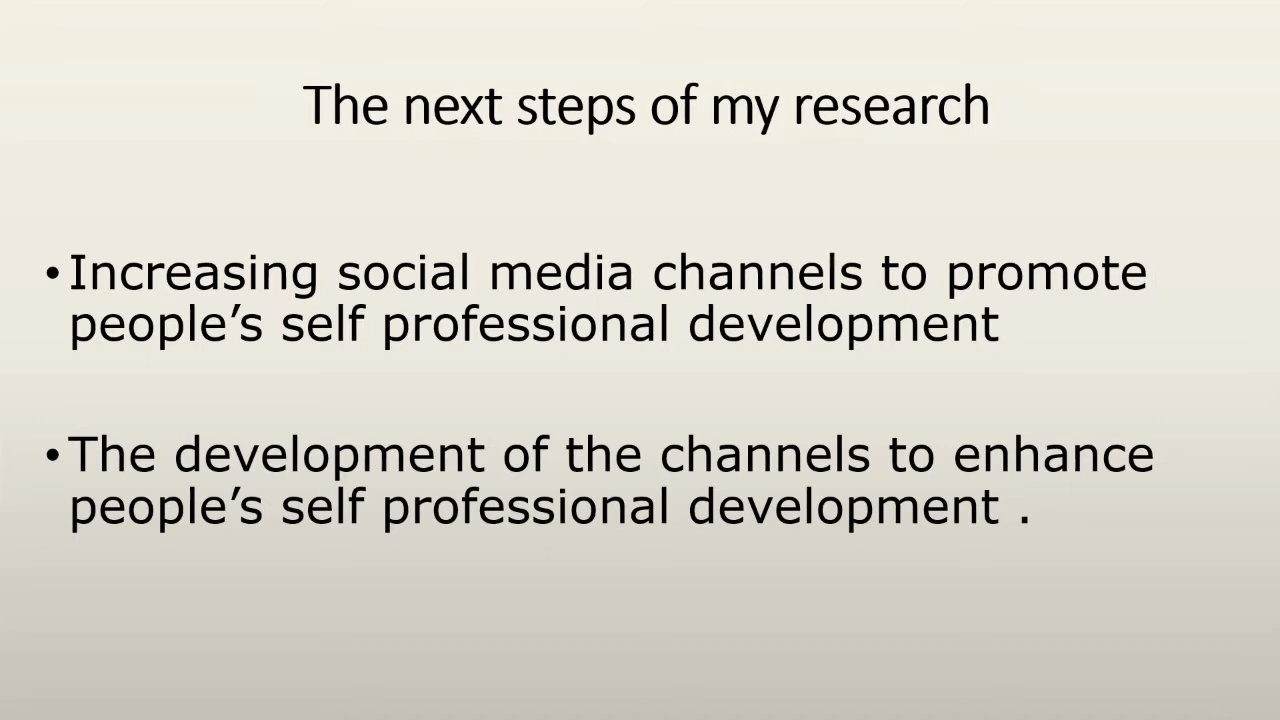 The next steps of my research
•Increasing social media channels to promote
people’s self professional development
•The development of the channels to enhance
people’s self professional development .